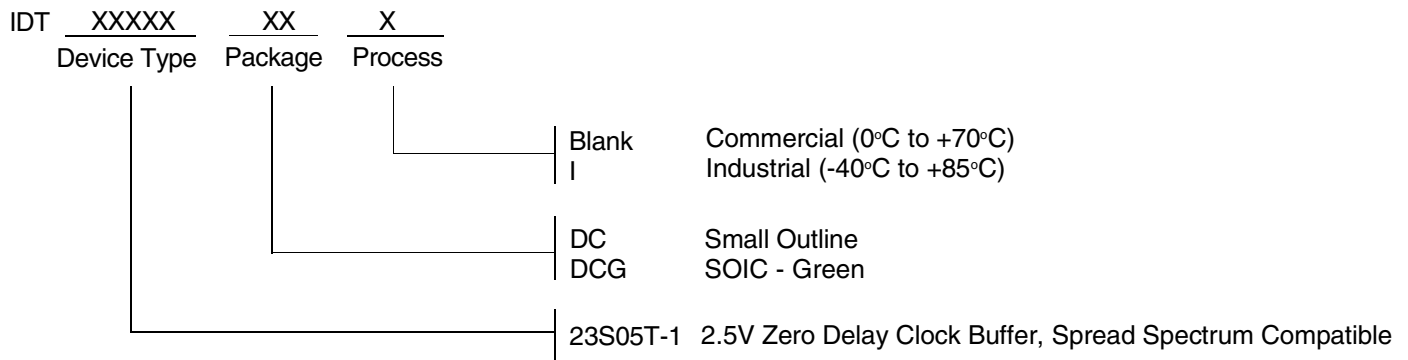 IDT XXXXX XX X
Device Type Package Process
Blank Commercial (0°C to +70°C)
I Industrial (-40°C to +85°C)
DC Small Outline
DCG SOIC - Green
23S05T-1 2.5V Zero Delay Clock Buffer, Spread Spectrum Compatible